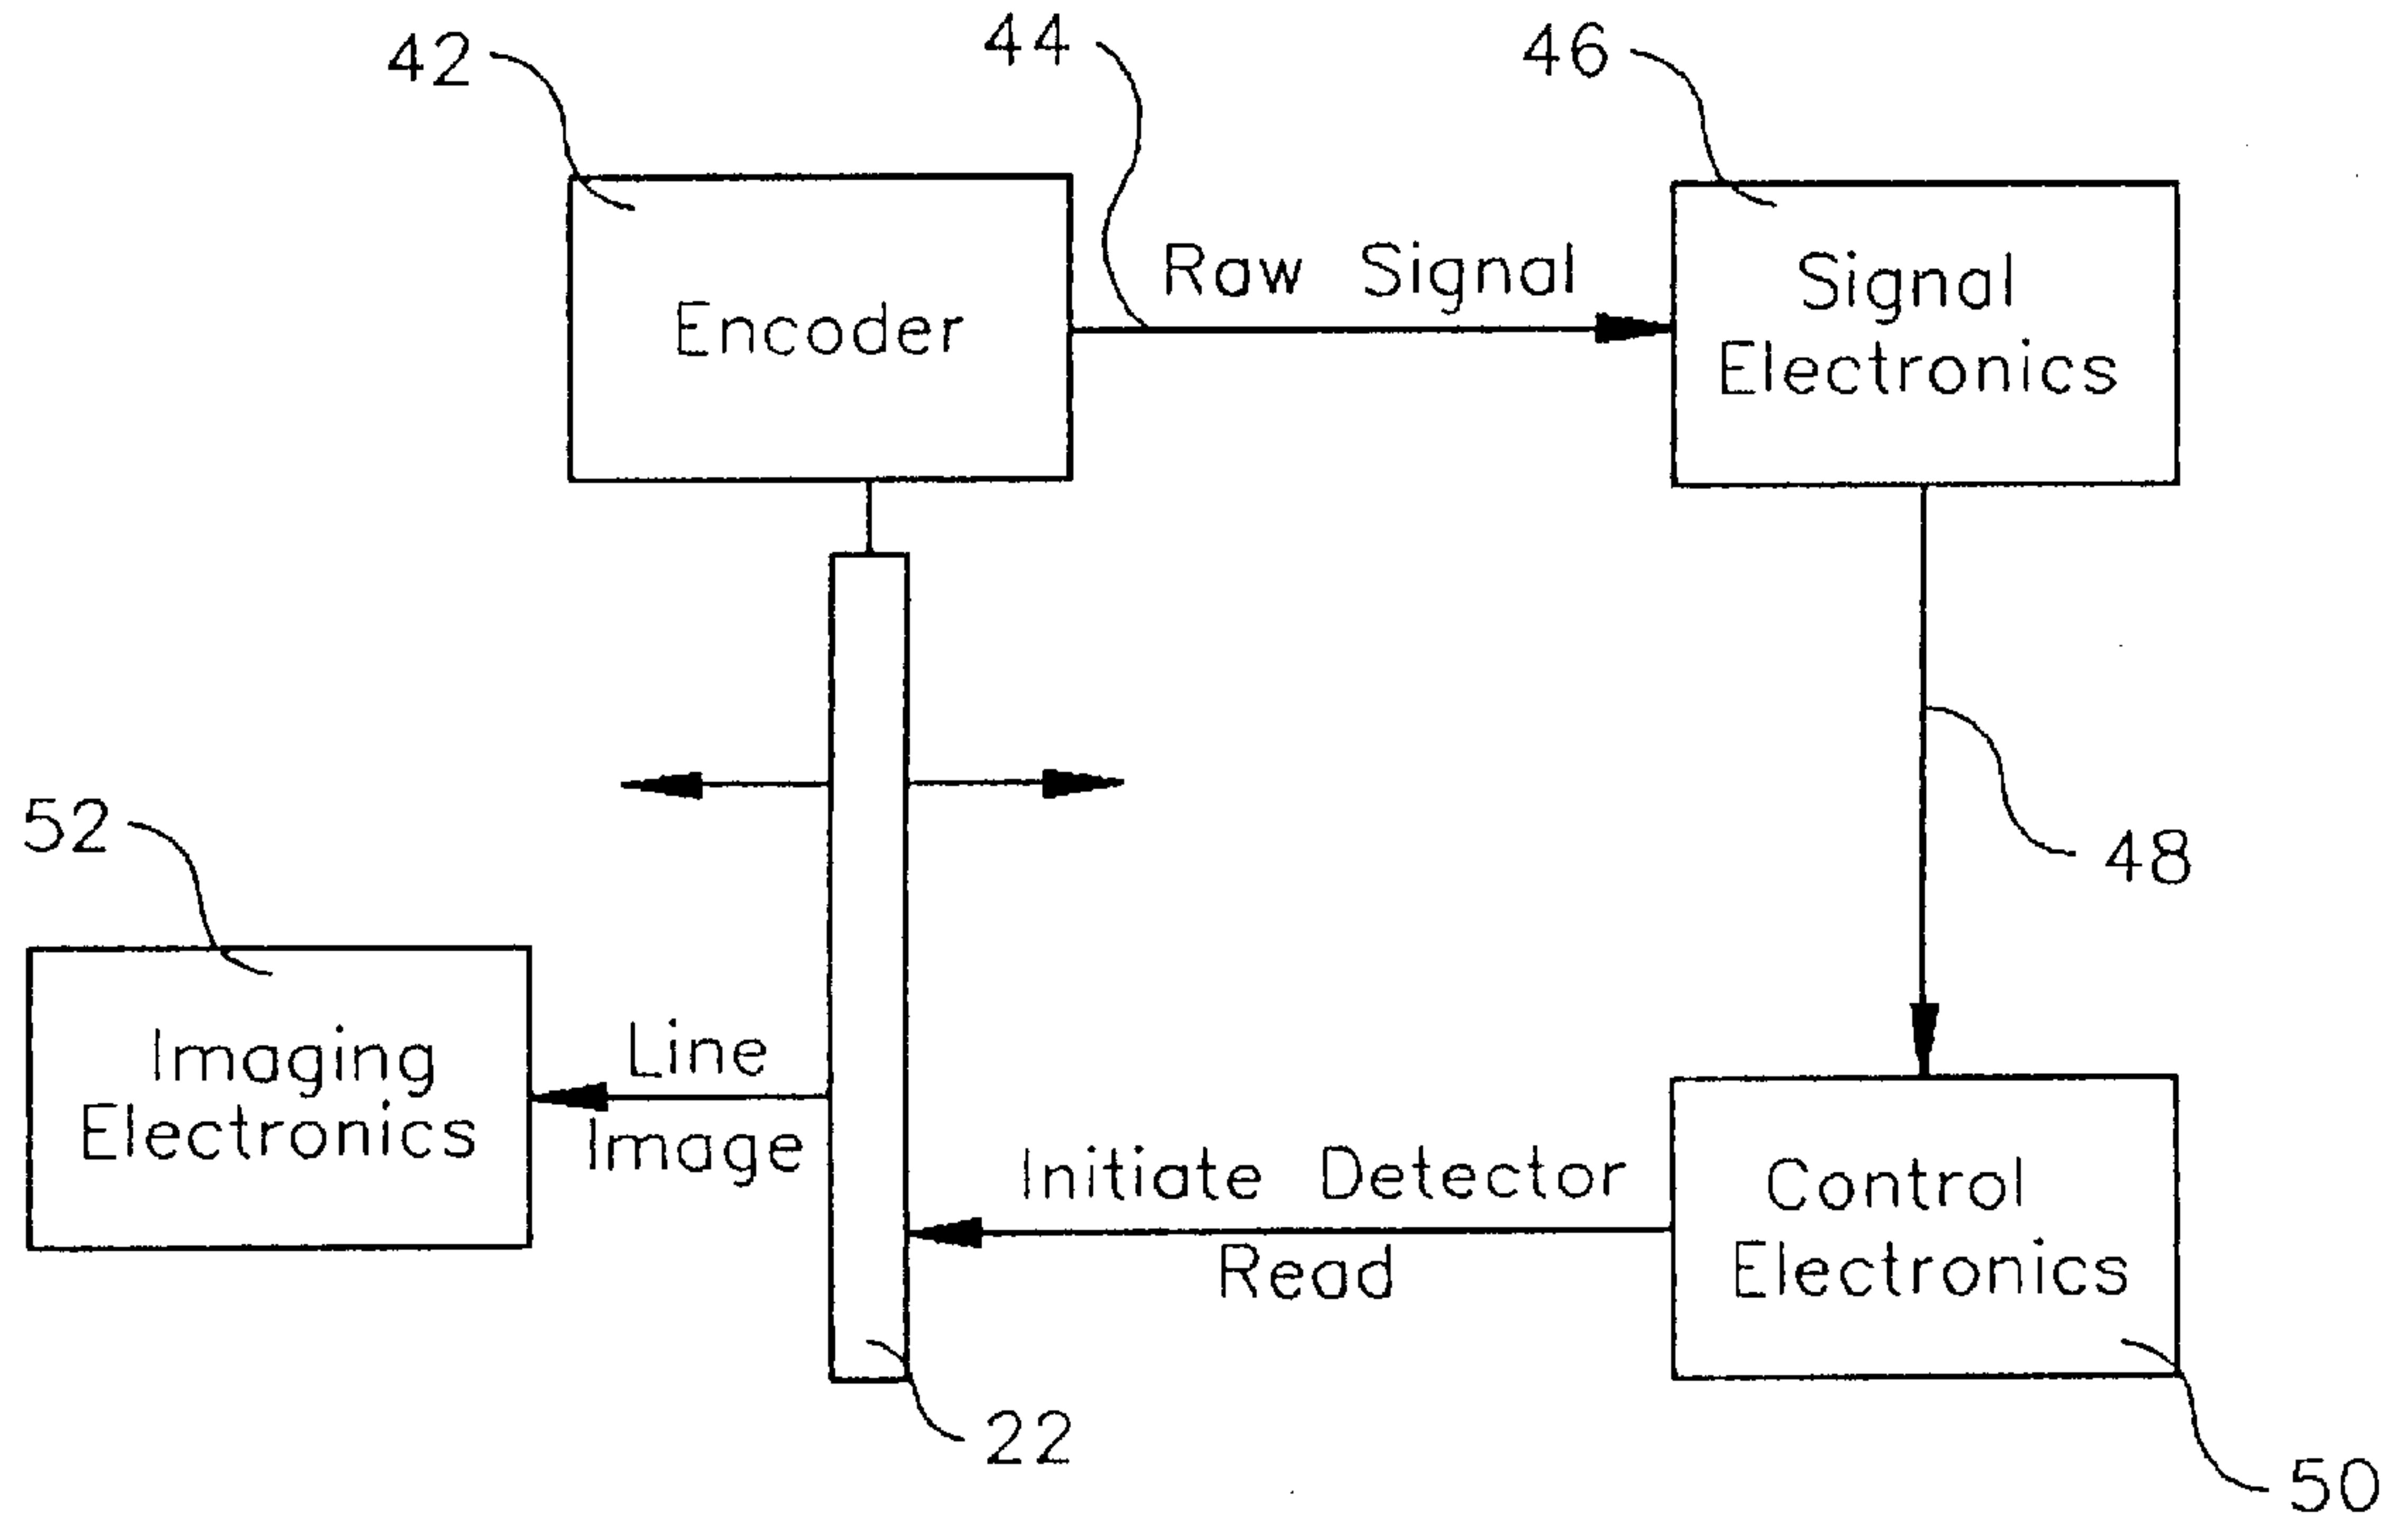 42
44
46
Encoder
Raw Signal
Signal
Electronics
52
48
Imaging
Electronics
Line
Image
Initiate Detector
Read
Control
Electronics
22
50